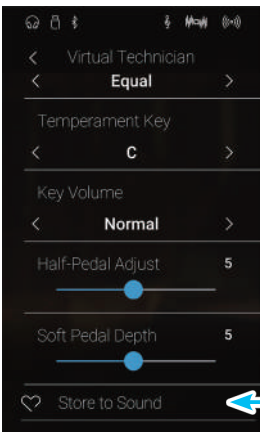 Virtual Technician
Equal
Temperament Key
C
Key Volume
Normal
Half-Pedal Adjust 5
Soft Pedal Depth 5
Store to Sound